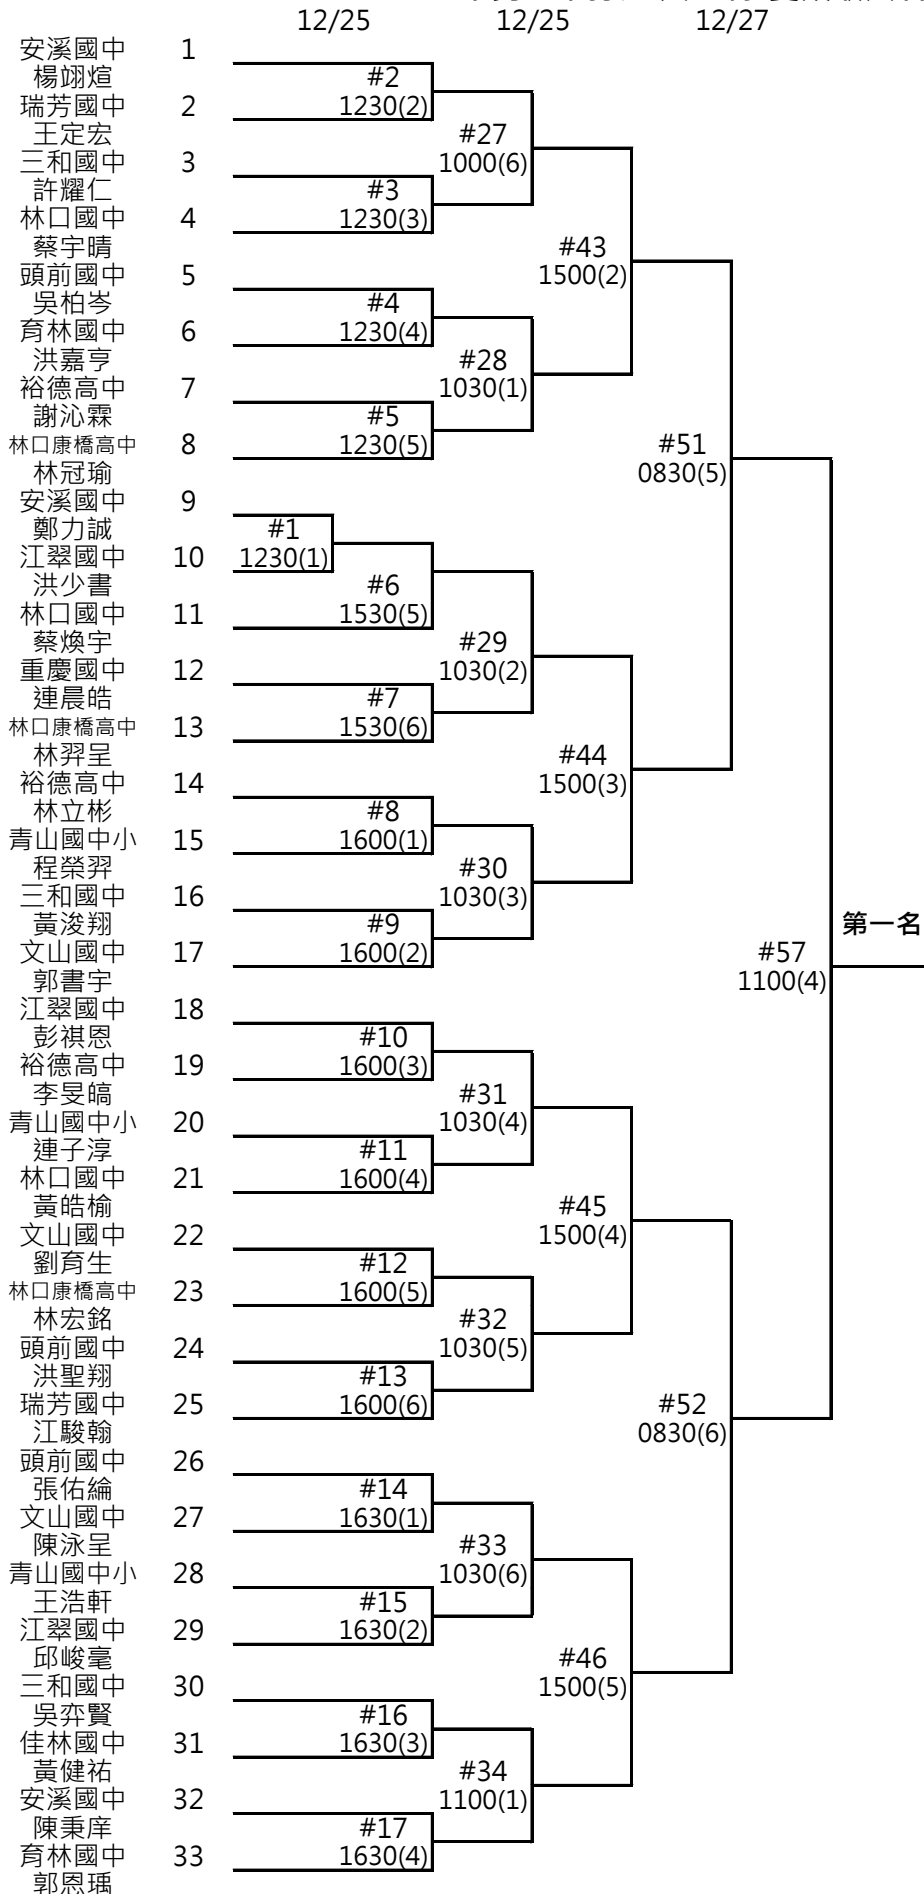 12/25 12/25 12/27
安溪國中 1
楊翊煊
#2
瑞芳國中 2 1230(2)
王定宏
#27
三和國中 3 1000(6)
許耀仁
#3
林口國中 4 1230(3)
蔡宇晴
#43
頭前國中 5 1500(2)
吳柏岑
#4
育林國中 6 1230(4)
洪嘉亨
#28
裕德高中 7 1030(1)
謝沁霖
#5
林口康橋高中 8 1230(5)
#51
林冠瑜
0830(5)
安溪國中 9
鄭力誠
#1
江翠國中 10 1230(1)
洪少書
#6
林口國中 11 1530(5)
蔡煥宇
#29
重慶國中 12 1030(2)
連晨皓
#7
林口康橋高中 13 1530(6)
林羿呈
#44
裕德高中 14 1500(3)
林立彬
#8
青山國中小 15 1600(1)
程榮羿
#30
三和國中 16 1030(3)
黃浚翔
#9
第一名
文山國中 17 1600(2)
#57
郭書宇
1100(4)
江翠國中 18
彭祺恩
#10
裕德高中 19 1600(3)
李旻皜
#31
青山國中小 20 1030(4)
連子淳
#11
林口國中 21 1600(4)
黃皓榆
#45
文山國中 22 1500(4)
劉育生
#12
林口康橋高中 23 1600(5)
林宏銘
#32
頭前國中 24 1030(5)
洪聖翔
#13
瑞芳國中 25 1600(6)
#52
江駿翰
0830(6)
頭前國中 26
張佑綸
#14
文山國中 27 1630(1)
陳泳呈
#33
青山國中小 28 1030(6)
王浩軒
#15
江翠國中 29 1630(2)
邱峻毫
#46
三和國中 30 1500(5)
吳弈賢
#16
佳林國中 31 1630(3)
黃健祐
#34
安溪國中 32 1100(1)
陳秉庠
#17
育林國中 33 1630(4)
郭恩瑀